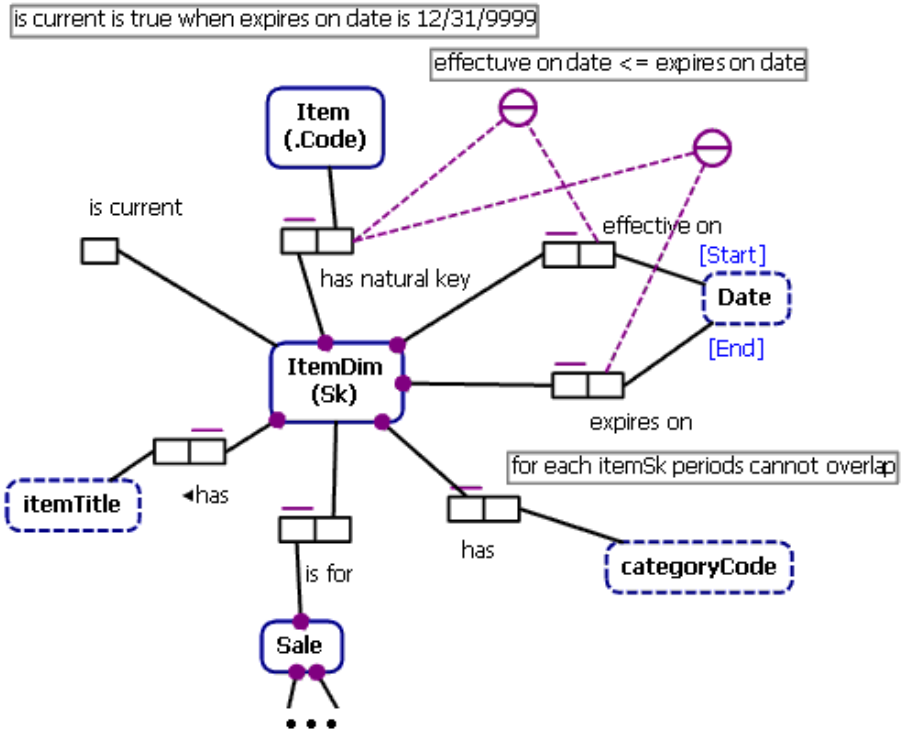 is current is true when expires on date is 12/31/9999
effectuve on date <= expires on date
Item
(.Code)
is current
effective on
[Start]
has natural key
Date
[End]
ItemDim
(Sk)
expires on
for each itemSk periods cannot overlap
itemTitle
◄has
has
categoryCode
is for
Sale
•••